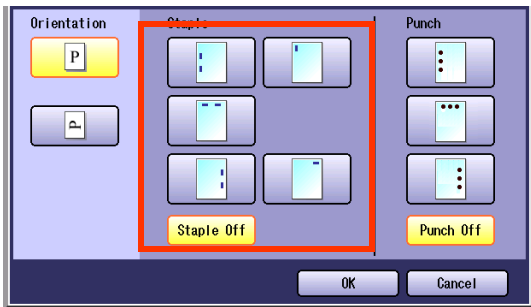 Orientation
Staple
Punch
P
P
Staple Off
Punch Off
OK
Cancel